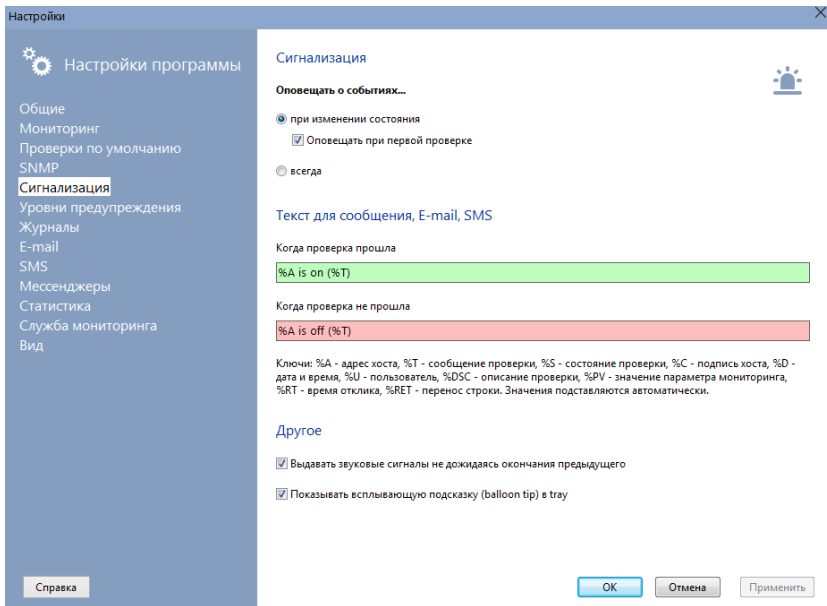 Настройки
Настройки программы
Общие
Мониторинг
Проверки по умолчанию
SNMP
Сигнализация
Уровни предупреждения
Журналы
E-mail
SMS
Мессенджеры
Статистика
Служба мониторинга
Вид
Справка
Сигнализация
Оповещать о событиях...
при изменении состояния
Оповещать при первой проверке
всегда
Текст для сообщения, E-mail, SMS
Когда проверка прошла
%A is on (%T)
Когда проверка не прошла
%A is off (%T)
Ключи: %A - адрес хоста, %T - сообщение проверки, %S - состояние проверки, %C - подпись хоста, %D -
дата и время, %U - пользователь, %DSC - описание проверки, %PV - значение параметра мониторинга,
%RT - время отклика, %RET - перенос строки. Значения подставляются автоматически.
Другое
Выдавать звуковые сигналы не дожидаясь окончания предыдущего
Показывать всплывающую подсказку (balloon tip) в tray
OK
Отмена
Применить